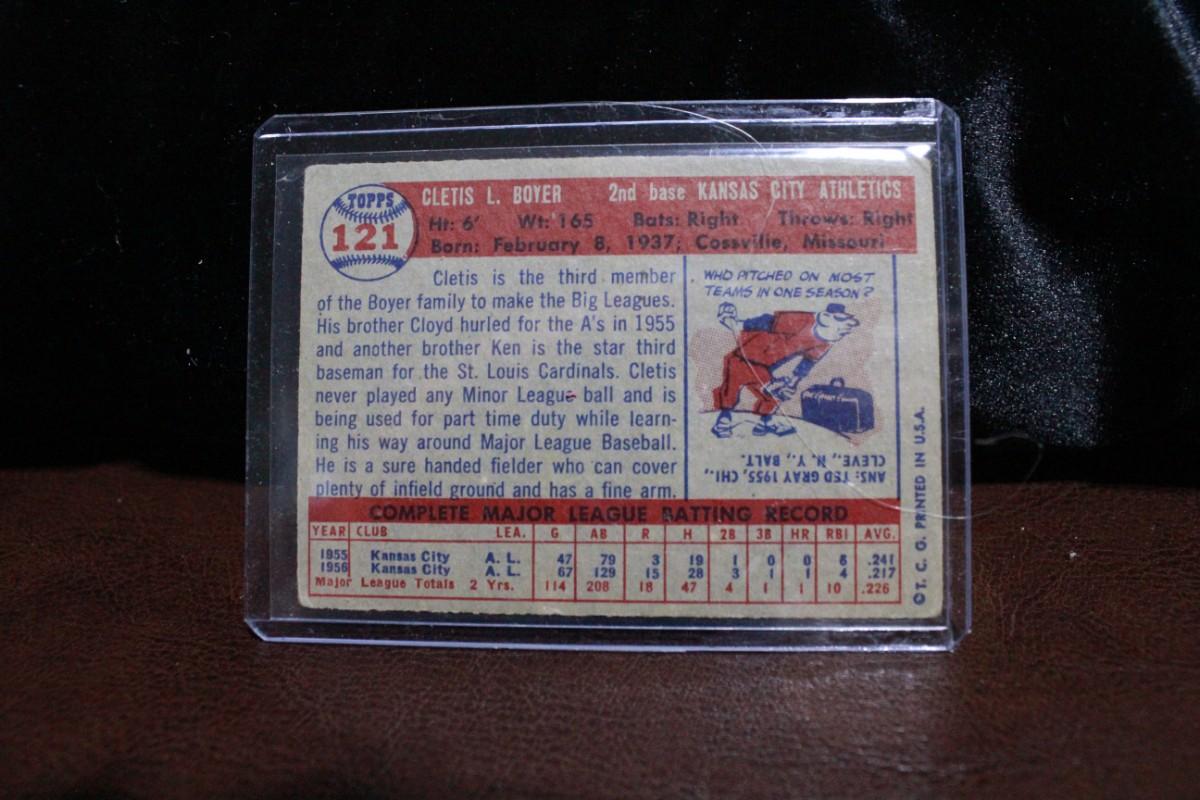 TOPPS
121
CLETIS L. BOYER 2nd base KANSAS CITY ATHLETICS
Ht: 6' Wt: 165 Bats: Right Throws: Right
Born: February 8, 1937; Cossville, Missouri
Cletis is the third member
of the Boyer family to make the Big Leagues.
His brother Cloyd hurled for the A's in 1955
and another brother Ken is the star third
baseman for the St. Louis Cardinals. Cletis
never played any Minor League ball and is
being used for part time duty while learn-
ing his way around Major League Baseball.
He is a sure handed fielder who can cover
plenty of infield ground and has a fine arm.
WHO PITCHED ON MOST
TEAMS IN ONE SEASON?
ANS: TED GRAY 1955, CHI.,
CLEVE., N. Y., BALT.
COMPLETE MAJOR LEAGUE BATTING RECORD
YEAR CLUB LEA. G AB R H 2B 3B HR RBI AVG.
1955 Kansas City A. L. 47 79 3 19 1 0 0 6 .241
1956 Kansas City A. L. 67 129 15 28 3 1 1 4 .217
Major League Totals 2 Yrs. 114 208 18 47 4 1 1 10 .226
© T. C. G. PRINTED IN U.S.A.